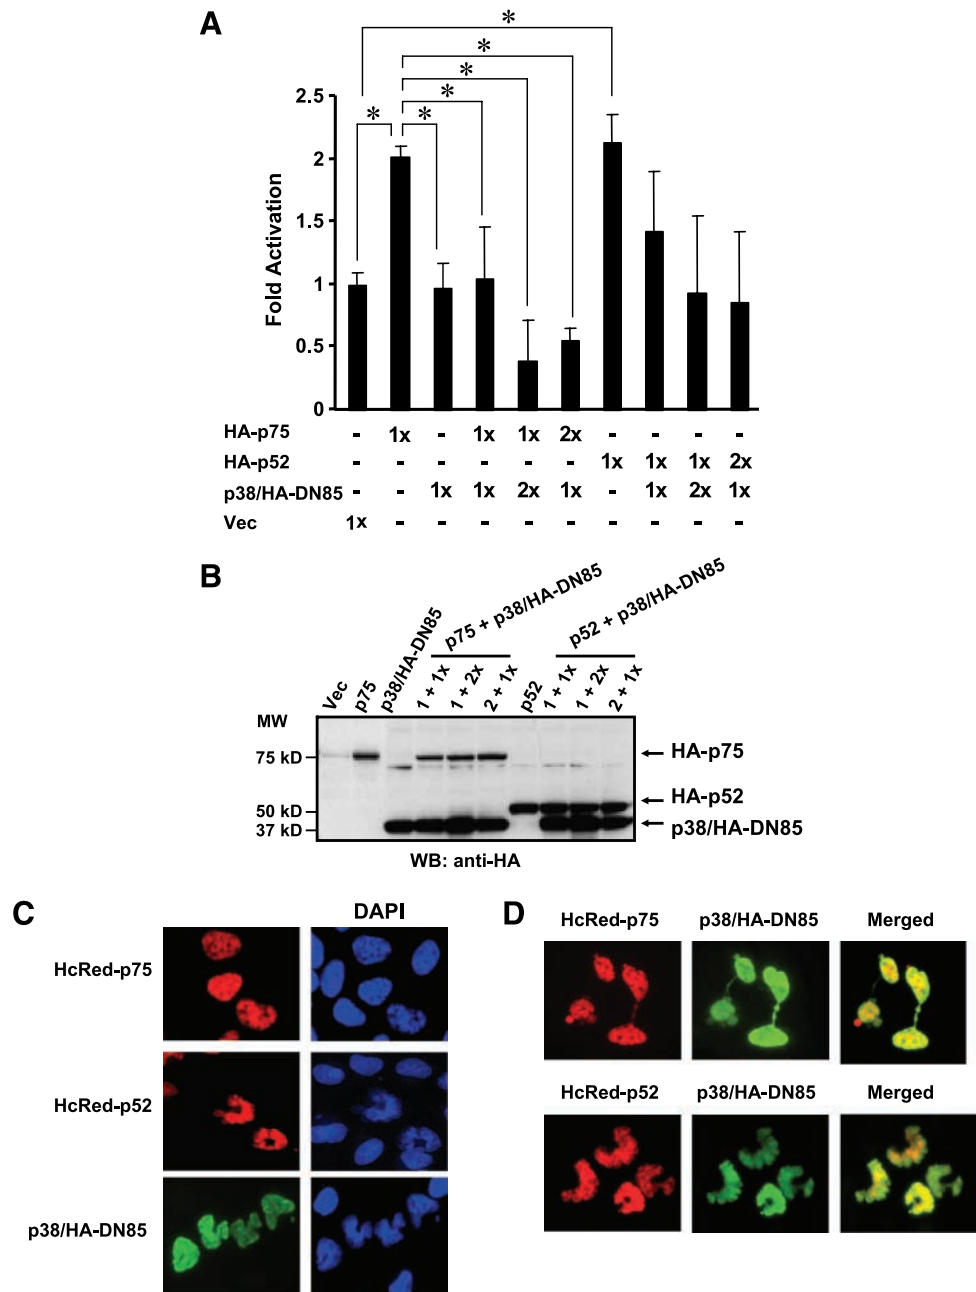 A
* * * * * *
2.5
2
1.5
1
0.5
0
Fold Activation
HA-p75 - 1x - 1x 1x 2x - - - -
HA-p52 - - - - - - 1x 1x 1x 2x
p38/HA-DN85 - - 1x 1x 2x 1x - 1x 2x 1x
Vec 1x - - - - - - - - -
B
Vec p75 p38/HA-DN85 p75 + p38/HA-DN85 1 + 1x 1 + 2x 2 + 1x p52 p52 + p38/HA-DN85 1 + 1x 1 + 2x 2 + 1x
MW
75 kD
50 kD
37 kD
HA-p75
HA-p52
p38/HA-DN85
WB: anti-HA
C
DAPI
HcRed-p75
HcRed-p52
p38/HA-DN85
D
HcRed-p75 p38/HA-DN85 Merged
HcRed-p52 p38/HA-DN85 Merged